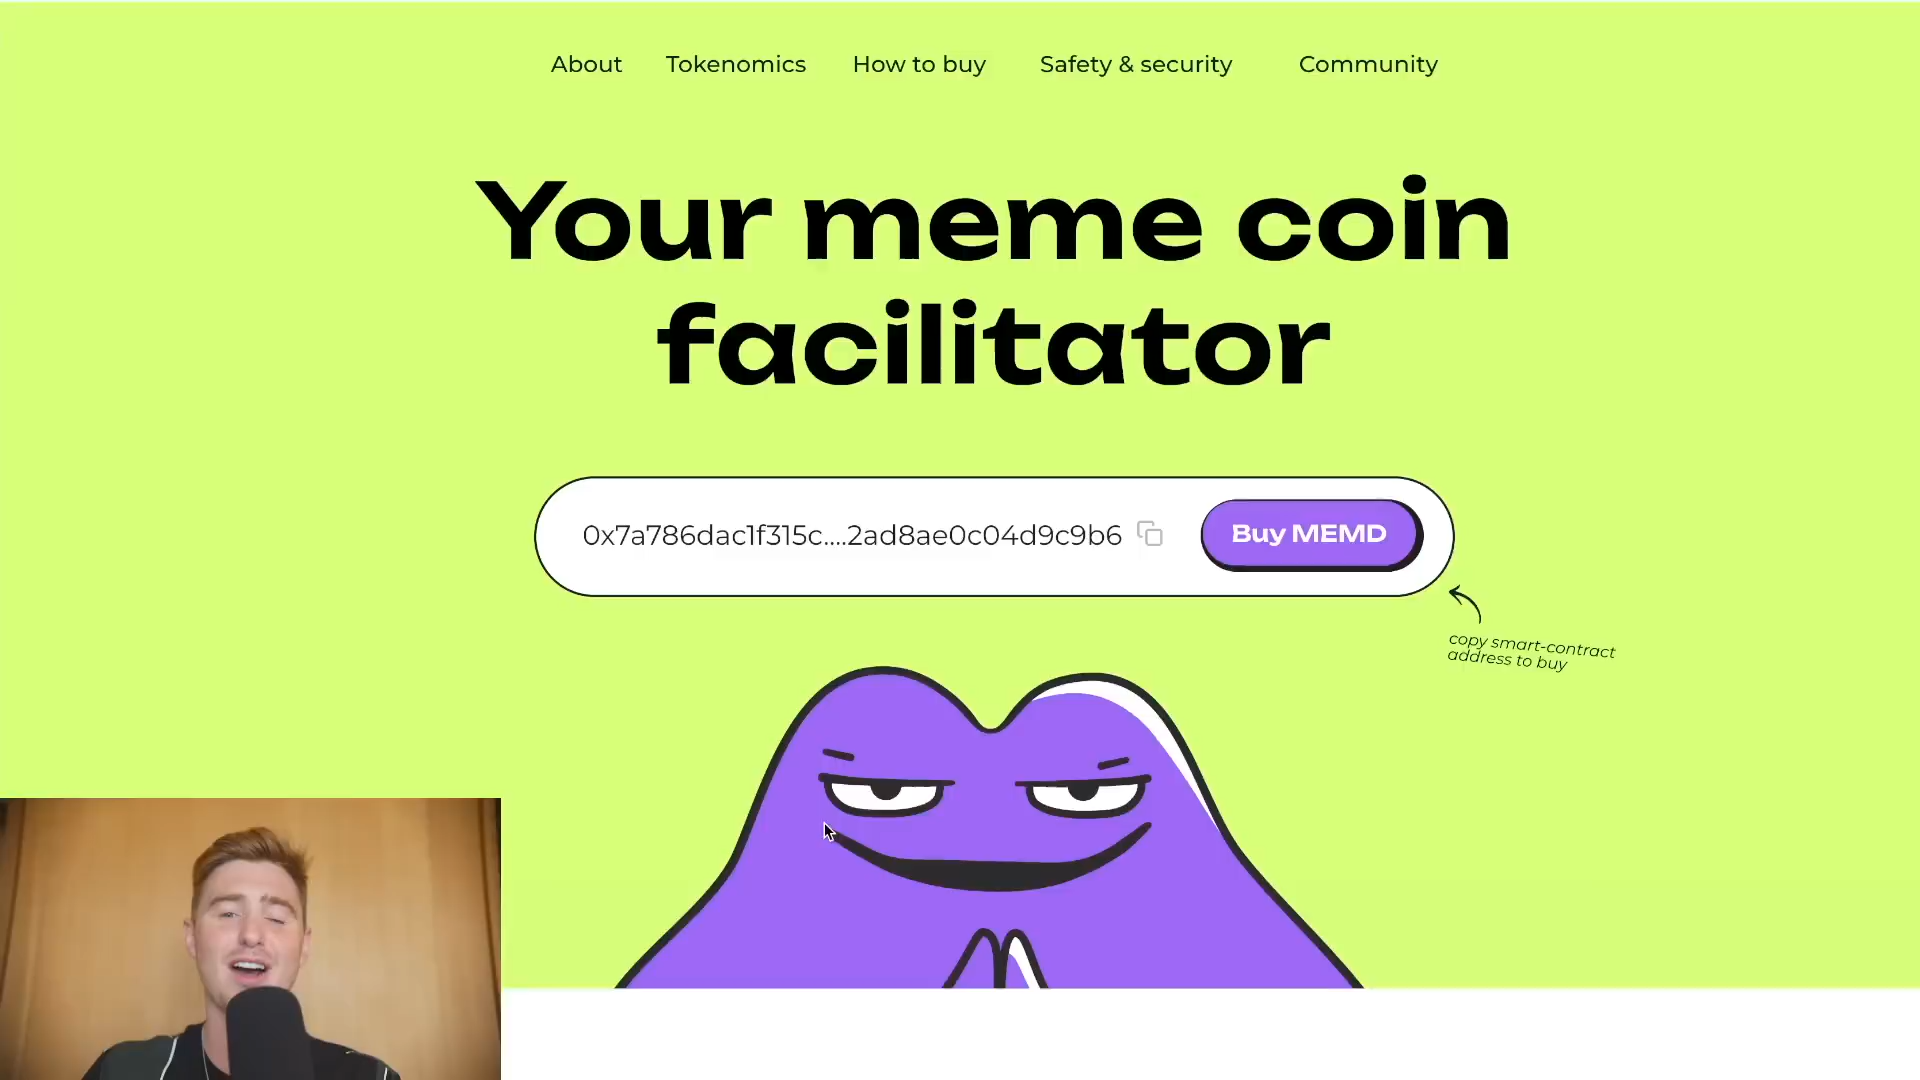 About Tokenomics How to buy Safety & security Community
Your meme coin
facilitator
0x7a786dac1f315c....2ad8ae0c04d9c9b6 Buy MEMD
copy smart-contract
address to buy